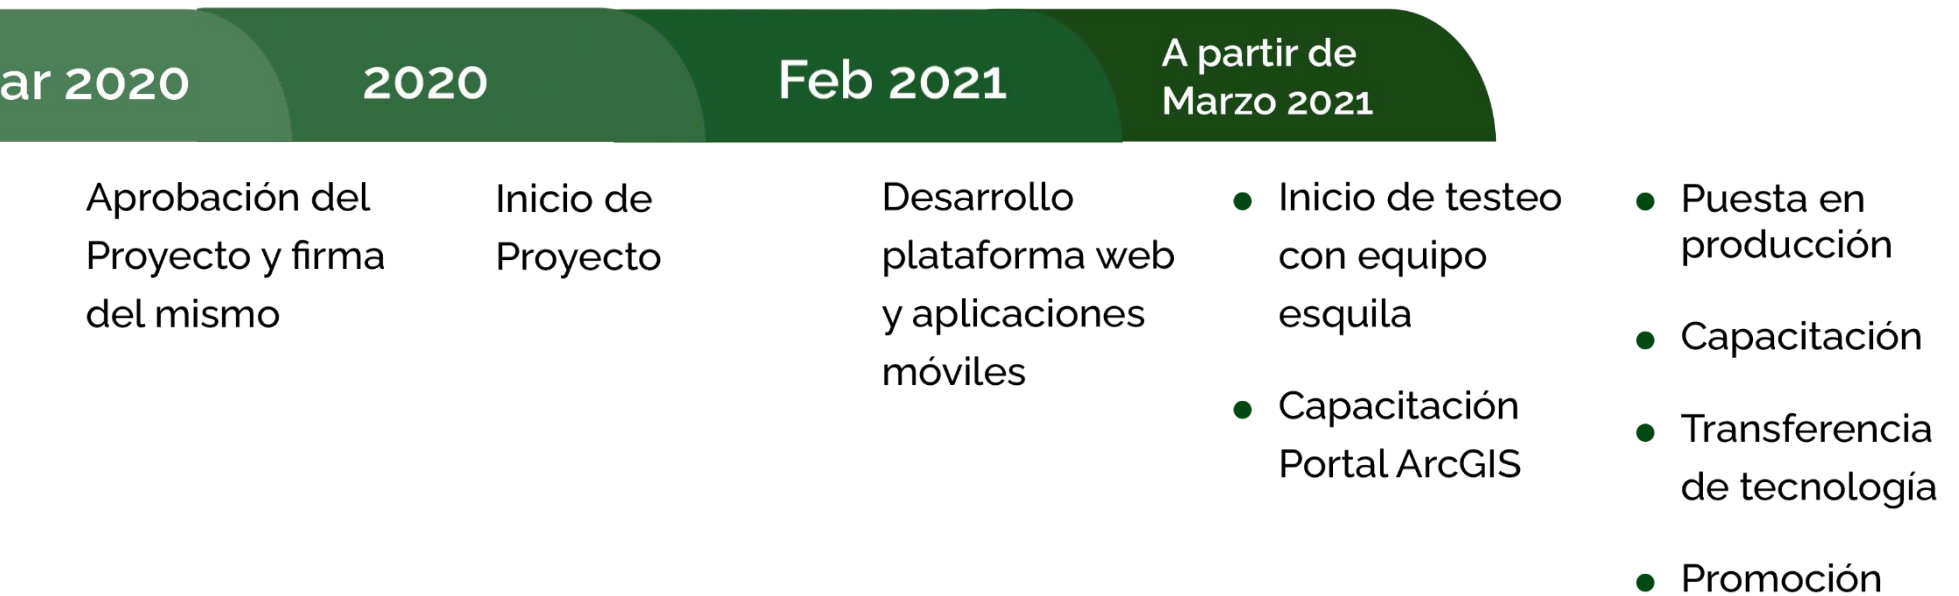 ar 2020
2020
Feb 2021
A partir de
Marzo 2021
Aprobación del
Proyecto y firma
del mismo
Inicio de
Proyecto
Desarrollo
plataforma web
y aplicaciones
móviles
Inicio de testeo
con equipo
esquila
Capacitación
Portal ArcGIS
Puesta en
producción
Capacitación
Transferencia
de tecnología
Promoción